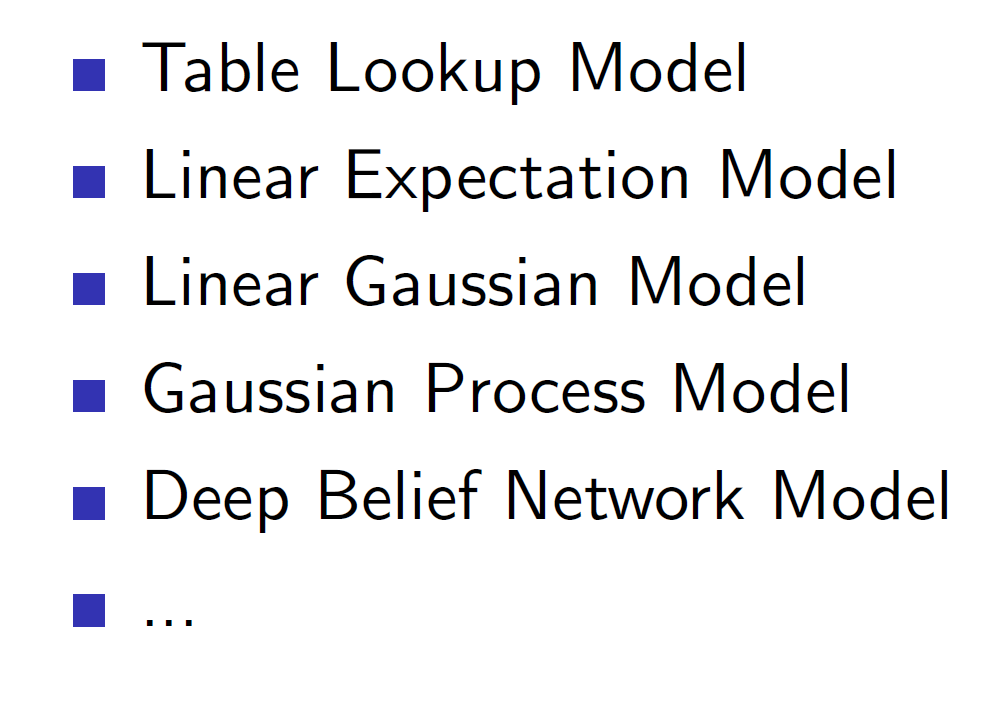 Table Lookup Model
Linear Expectation Model
Linear Gaussian Model
Gaussian Process Model
Deep Belief Network Model
...